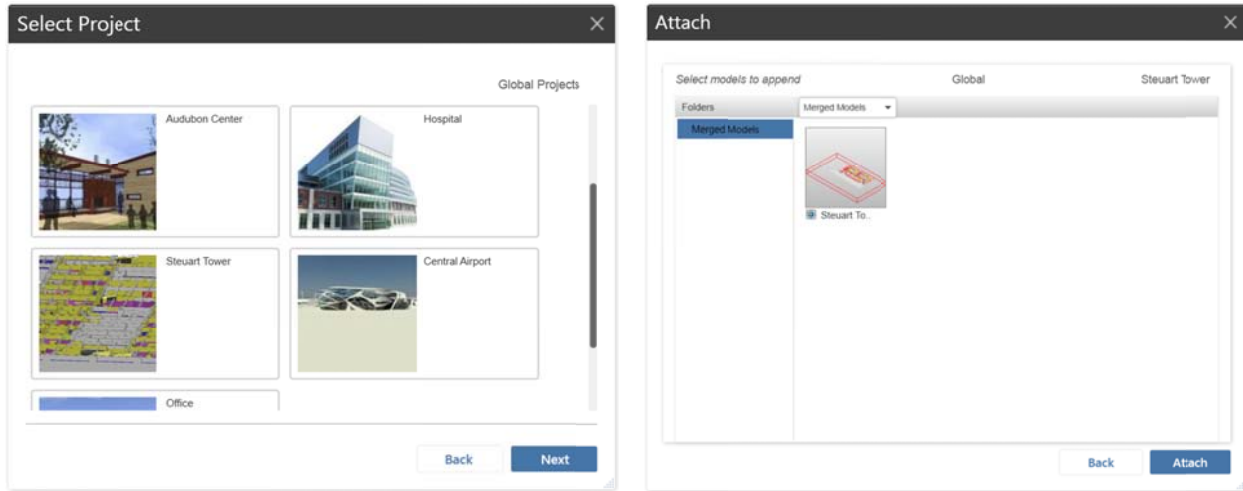 Select Project
Global Projects
Audubon Center
Hospital
Steuart Tower
Central Airport
Office
Back
Next
Attach
Select models to append
Global
Steuart Tower
Folders
Merged Models
Merged Models
Steuart To..
Back
Attach